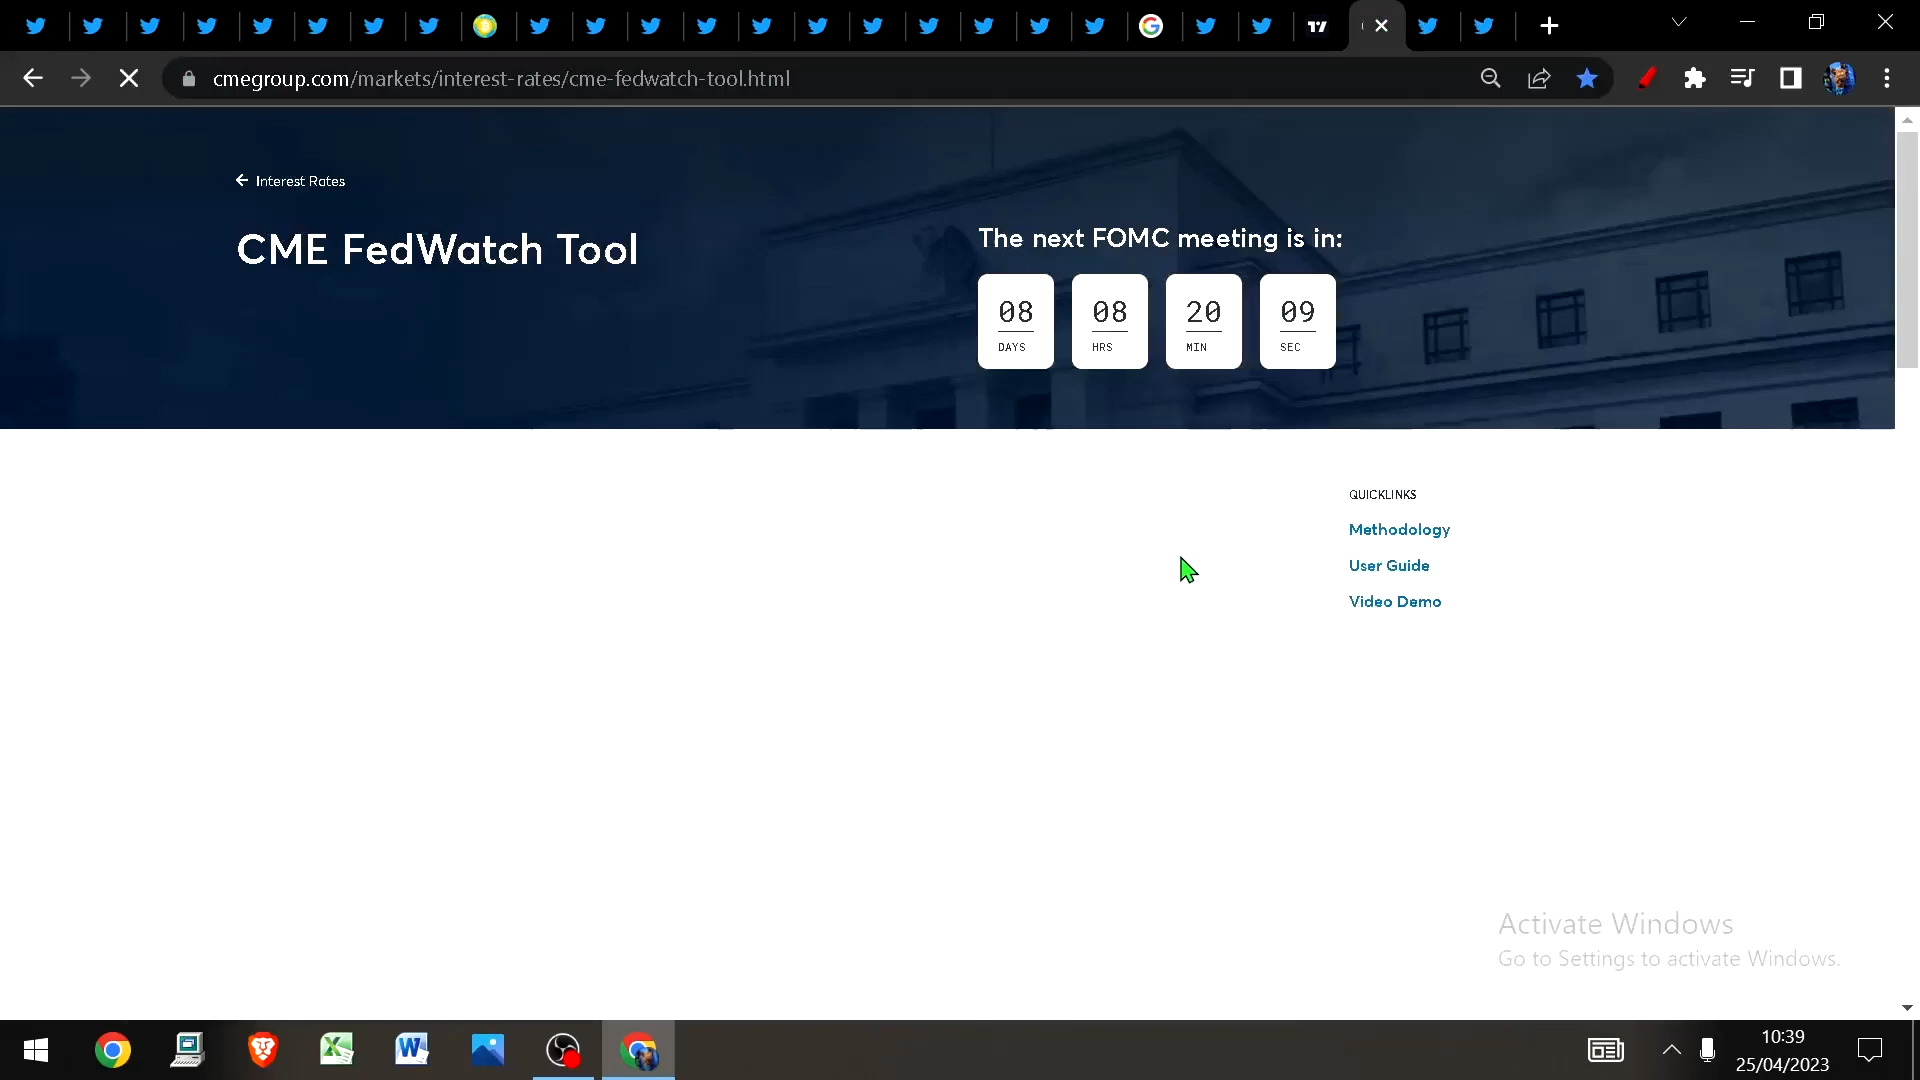 cmegroup.com/markets/interest-rates/cme-fedwatch-tool.html
Interest Rates
CME FedWatch Tool
The next FOMC meeting is in:
08 08 20 09
DAYS HRS MIN SEC
QUICKLINKS
Methodology
User Guide
Video Demo
Activate Windows
Go to Settings to activate Windows.
10:39
25/04/2023